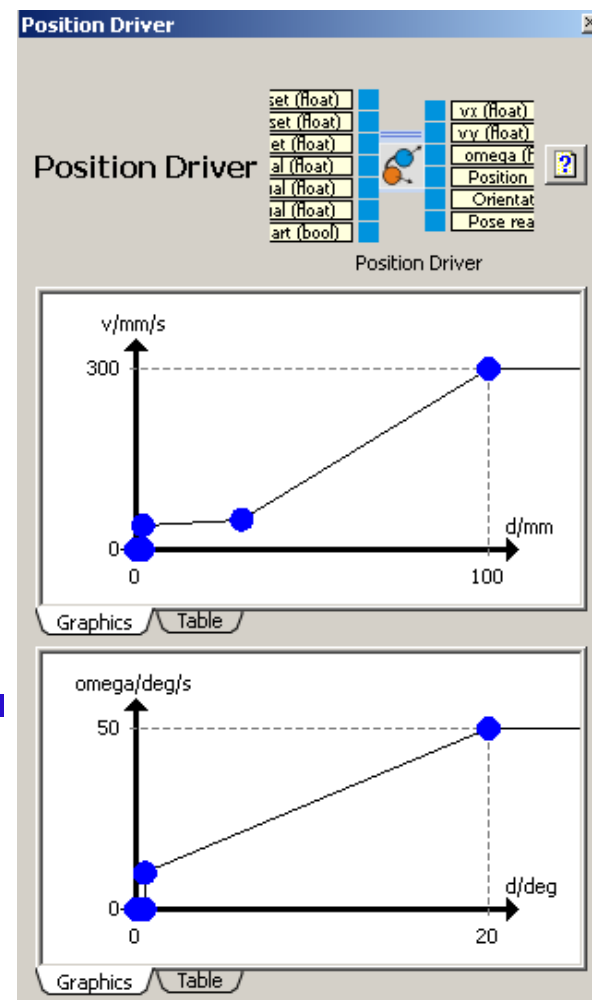 Position Driver
Position Driver
set (float)
set (float)
et (float)
al (float)
ual (float)
ual (float)
art (bool)
vx (float)
vy (float)
omega (f
Position
Orientat
Pose rea
?
Position Driver
v/mm/s
300
0
0
100
d/mm
Graphics
Table
omega/deg/s
50
0
0
20
d/deg
Graphics
Table